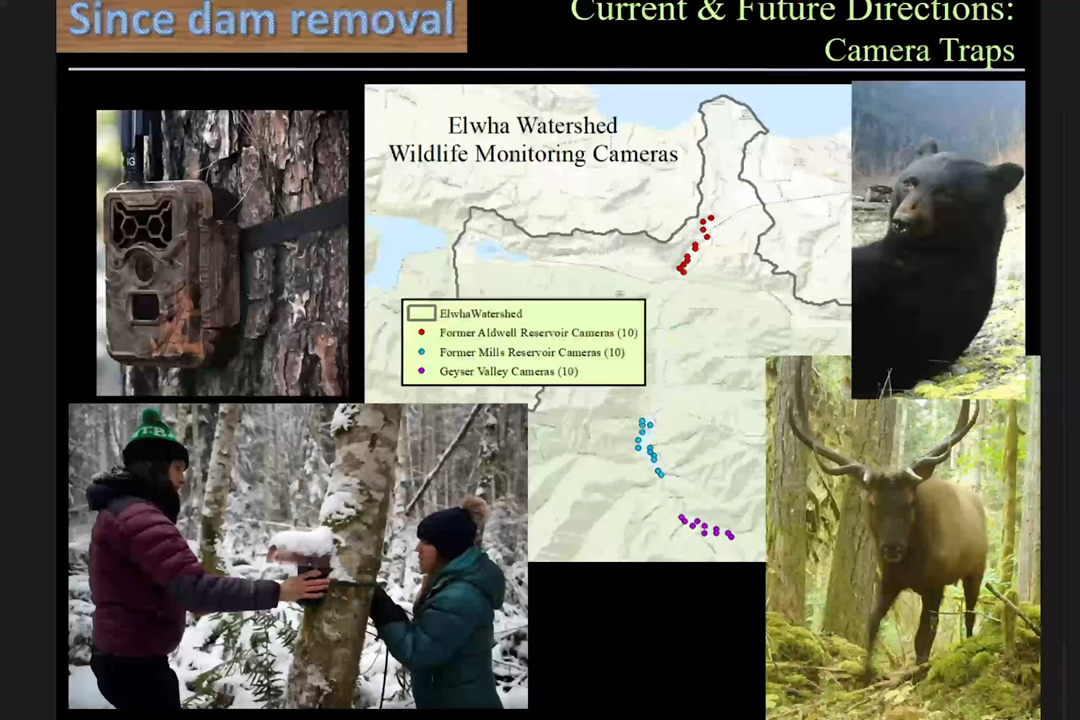 Since dam removal
Current & Future Directions:
Camera Traps
Elwha Watershed
Wildlife Monitoring Cameras
ElwhaWatershed
Former Aldwell Reservoir Cameras (10)
Former Mills Reservoir Cameras (10)
Geyser Valley Cameras (10)